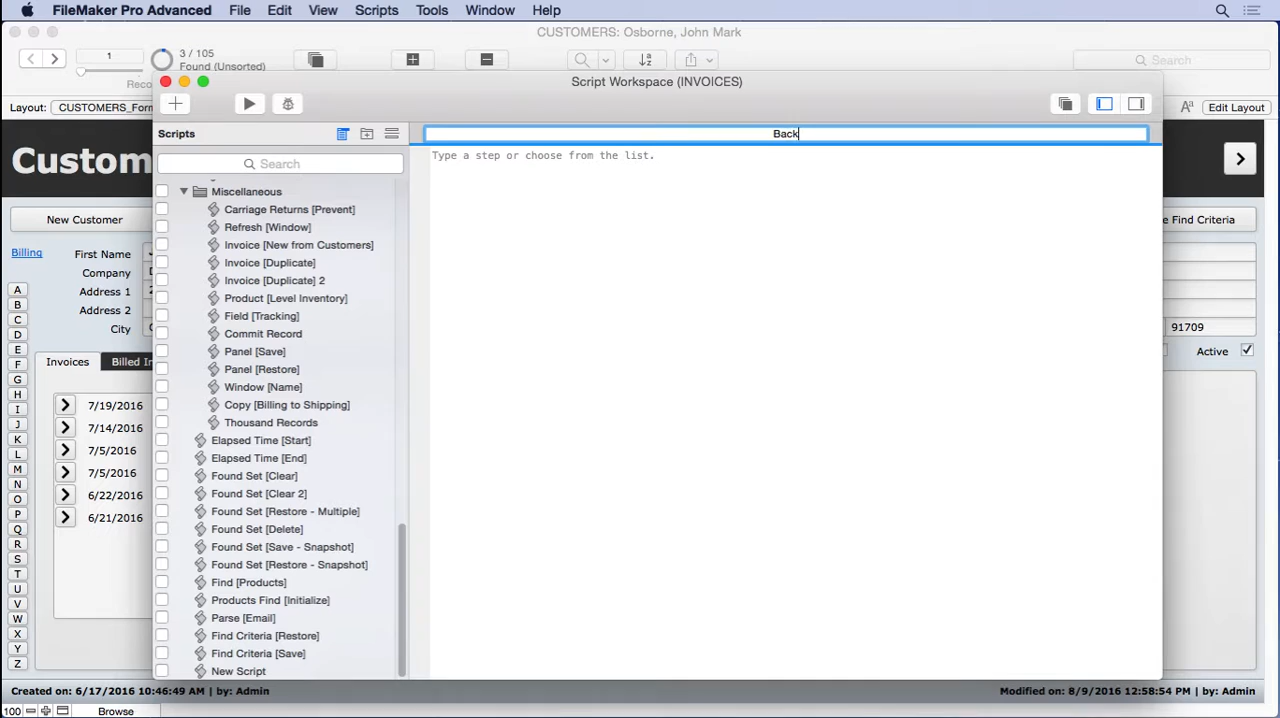 FileMaker Pro Advanced File Edit View Scripts Tools Window Help
CUSTOMERS: Osborne, John Mark
1
3 / 105
Found (Unsorted)
Search
Reco
Layout: CUSTOMERS_Form
Edit Layout
Script Workspace (INVOICES)
Scripts
Back
Search
Type a step or choose from the list.
Miscellaneous
Carriage Returns [Prevent]
Refresh [Window]
Invoice [New from Customers]
Invoice [Duplicate]
Invoice [Duplicate] 2
Product [Level Inventory]
Field [Tracking]
Commit Record
Panel [Save]
Panel [Restore]
Window [Name]
Copy [Billing to Shipping]
Thousand Records
Elapsed Time [Start]
Elapsed Time [End]
Found Set [Clear]
Found Set [Clear 2]
Found Set [Restore - Multiple]
Found Set [Delete]
Found Set [Save - Snapshot]
Found Set [Restore - Snapshot]
Find [Products]
Products Find [Initialize]
Parse [Email]
Find Criteria [Restore]
Find Criteria [Save]
New Script
Custom
New Customer
e Find Criteria
Billing
First Name
Company
Address 1
Address 2
City
91709
Active
A
B
C
D
E
F
G
H
I
J
K
L
M
N
O
P
Q
R
S
T
U
V
W
X
Y
Z
Invoices
Billed In
7/19/2016
7/14/2016
7/5/2016
7/5/2016
6/22/2016
6/21/2016
Created on: 6/17/2016 10:46:49 AM | by: Admin
Modified on: 8/9/2016 12:58:54 PM | by: Admin
100
Browse